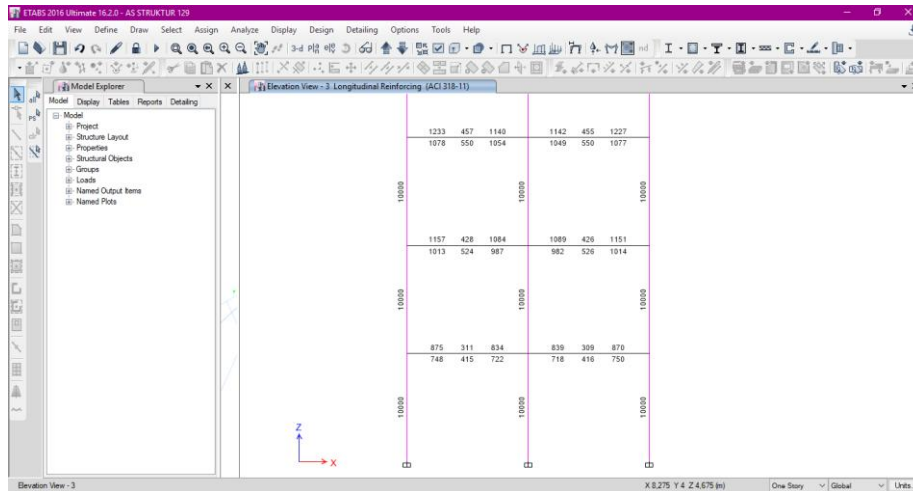 ETABS 2016 Ultimate 16.2.0 - AS STRUKTUR 129
File Edit View Define Draw Select Assign Analyze Display Design Detailing Options Tools Help
3-d
nd
Model Explorer
Elevation View - 3 Longitudinal Reinforcing (ACI 318-11)
all
PS
clr
Model Display Tables Reports Detailing
Model
Project
Structure Layout
Properties
Structural Objects
Groups
Loads
Named Output Items
Named Plots
1233 457 1140 1142 455 1227
1078 550 1054 1049 550 1077
10000 10000 10000
1157 428 1084 1089 426 1151
1013 524 987 982 526 1014
10000 10000 10000
875 311 834 839 309 870
748 415 722 718 416 750
10000 10000 10000
Z
X
Elevation View - 3
X 8,275 Y 4 Z 4,675 (m)
One Story
Global
Units